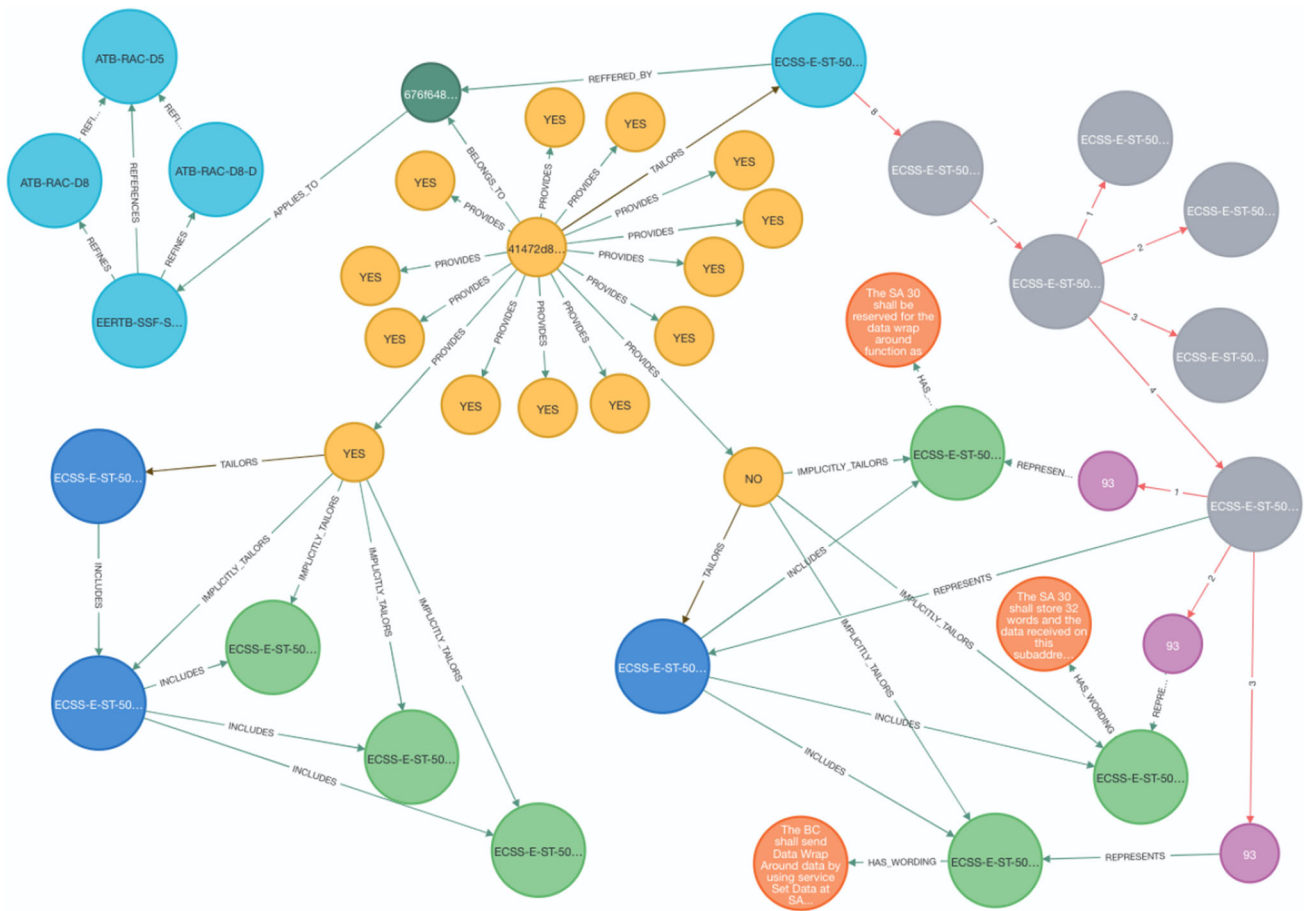 ATB-RAC-D5
ECSS-E-ST-50...
REFFERED_BY
676f648...
8
YES
YES
REFI...
REFI...
BELONGS_TO
PROVIDES
PROVIDES
TAILORS
ECSS-E-ST-50...
ECSS-E-ST-50...
ATB-RAC-D8
REFERENCES
ATB-RAC-D8-D
YES
YES
PROVIDES
PROVIDES
APPLIES_TO
1
ECSS-E-ST-50...
7
YES
PROVIDES
41472d8...
2
REFINES
REFINES
YES
PROVIDES
PROVIDES
YES
ECSS-E-ST-50...
3
EERTB-SSF-S...
PROVIDES
YES
PROVIDES
PROVIDES
PROVIDES
PROVIDES
PROVIDES
PROVIDES
PROVIDES
YES
The SA 30
shall be
reserved for the
data wrap
around
function as
ECSS-E-ST-50...
4
YES
YES
YES
HAS_...
YES
TAILORS
ECSS-E-ST-50...
NO
IMPLICITLY_TAILORS
ECSS-E-ST-50...
REPRESEN...
93
1
ECSS-E-ST-50...
INCLUDES
IMPLICITLY_TAILORS
IMPLICITLY_TAILORS
IMPLICITLY_TAILORS
IMPLICITLY_TAILORS
TAILORS
INCLUDES
REPRESENTS
2
IMPLICITLY_TAILORS
IMPLICITLY_TAILORS
The SA 30
shall store 32
words and the
data received on
this
subaddre...
93
ECSS-E-ST-50...
ECSS-E-ST-50...
HAS_WORDING
REPRE...
3
ECSS-E-ST-50...
INCLUDES
INCLUDES
INCLUDES
ECSS-E-ST-50...
INCLUDES
INCLUDES
ECSS-E-ST-50...
ECSS-E-ST-50...
The BC
shall send
Data Wrap
Around data by
using service
Set Data at
SA...
HAS_WORDING
ECSS-E-ST-50...
REPRESENTS
93